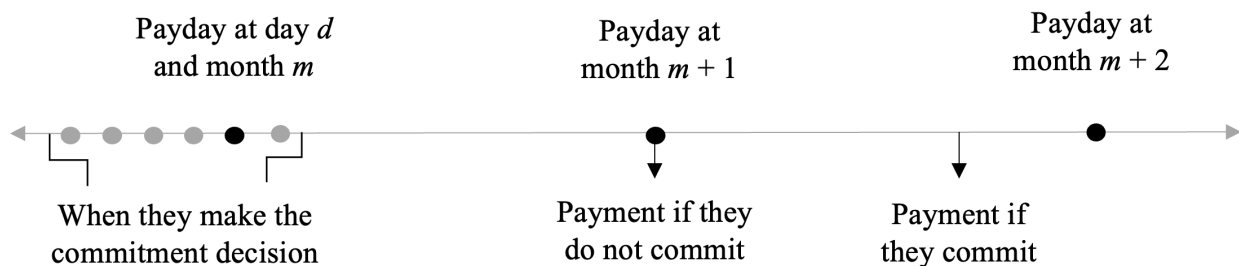 Payday at day d
and month m
Payday at
month m + 1
Payday at
month m + 2
When they make the
commitment decision
Payment if they
do not commit
Payment if
they commit